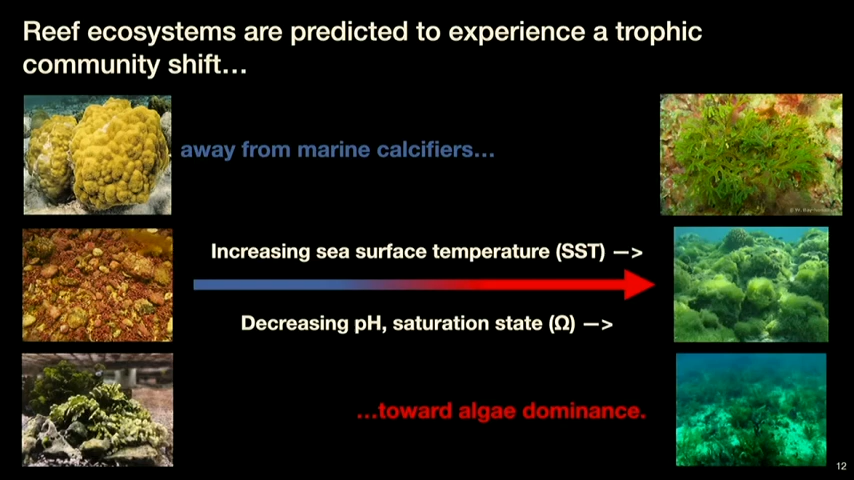 Reef ecosystems are predicted to experience a trophic
community shift…
away from marine calcifiers…
Increasing sea surface temperature (SST) —>
Decreasing pH, saturation state (Ω) —>
…toward algae dominance.
12